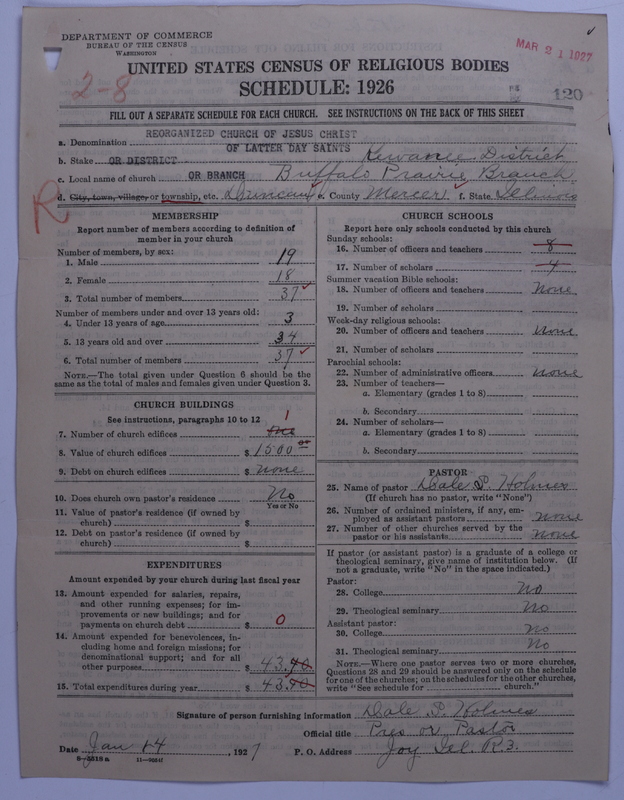 DEPARTMENT OF COMMERCE
BUREAU OF THE CENSUS
WASHINGTON
MAR 21 1927
2-8
UNITED STATES CENSUS OF RELIGIOUS BODIES
SCHEDULE: 1926
120
FILL OUT A SEPARATE SCHEDULE FOR EACH CHURCH. SEE INSTRUCTIONS ON THE BACK OF THIS SHEET
REORGANIZED CHURCH OF JESUS CHRIST
a. Denomination OF LATTER DAY SAINTS
b. Stake OR DISTRICT Kewanee District
c. Local name of church OR BRANCH Buffalo Prairie Branch
R
d. City, town, village, or township, etc. Duncan e. County Mercer f. State Illinois
MEMBERSHIP
Report number of members according to definition of
member in your church
Number of members, by sex:
1. Male 19
2. Female 18
3. Total number of members 37
Number of members under and over 13 years old:
4. Under 13 years of age 3
5. 13 years old and over 34
6. Total number of members 37
NOTE.—The total given under Question 6 should be the
same as the total of males and females given under Question 3.
CHURCH BUILDINGS
See instructions, paragraphs 10 to 12 1
7. Number of church edifices One
8. Value of church edifices $ 1500 00
9. Debt on church edifices $ none
10. Does church own pastor's residence No
Yes or No
11. Value of pastor's residence (if owned by
church) $
12. Debt on pastor's residence (if owned by
church) $
EXPENDITURES
Amount expended by your church during last fiscal year
13. Amount expended for salaries, repairs,
and other running expenses; for im-
provements or new buildings; and for
payments on church debt $ 0
14. Amount expended for benevolences, in-
cluding home and foreign missions; for
denominational support; and for all
other purposes $ 43.40
15. Total expenditures during year $ 43.40
CHURCH SCHOOLS
Report here only schools conducted by this church
Sunday schools:
16. Number of officers and teachers 8
17. Number of scholars 4
Summer vacation Bible schools:
18. Number of officers and teachers None
19. Number of scholars
Week-day religious schools:
20. Number of officers and teachers None
21. Number of scholars
Parochial schools:
22. Number of administrative officers None
23. Number of teachers—
a. Elementary (grades 1 to 8)
b. Secondary
24. Number of scholars—
a. Elementary (grades 1 to 8)
b. Secondary
PASTOR
25. Name of pastor Dale P. Holmes
(If church has no pastor, write "None")
26. Number of ordained ministers, if any, em-
ployed as assistant pastors none
27. Number of other churches served by the
pastor or his assistants none
If pastor (or assistant pastor) is a graduate of a college or
theological seminary, give name of institution below. (If
not a graduate, write "No" in the space indicated.)
Pastor:
28. College No
29. Theological seminary No
Assistant pastor:
30. College No
31. Theological seminary No
NOTE.—Where one pastor serves two or more churches,
Questions 28 and 29 should be answered only on the schedule
for one of the churches; on the schedules for the other churches,
write "See schedule for church."
Signature of person furnishing information Dale P. Holmes
Official title Pres or Pastor
Date Jan 14, 1927 P. O. Address Joy Ill. R3.